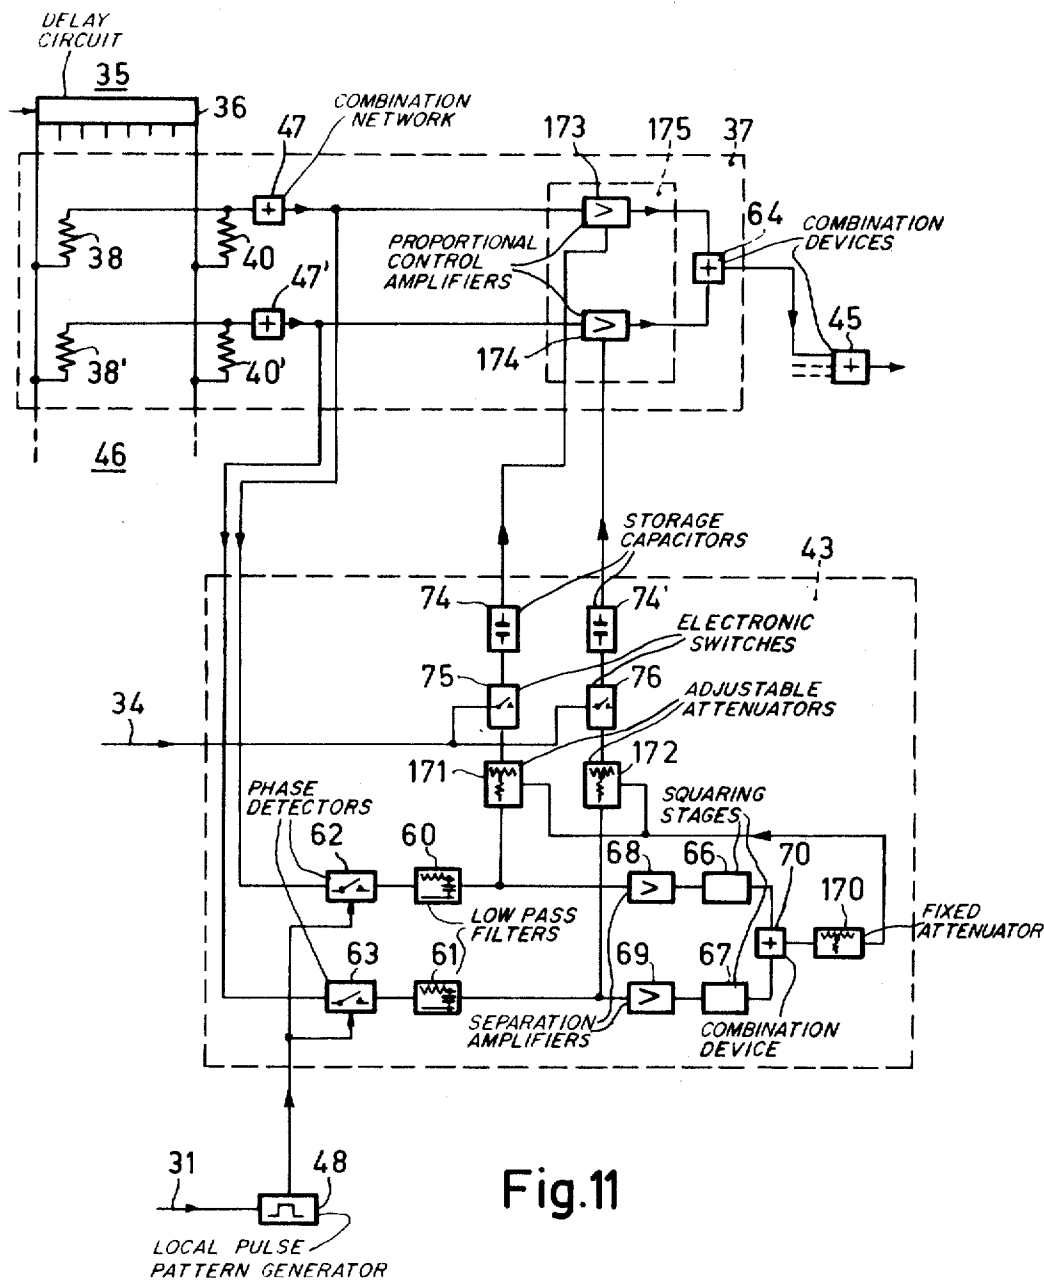 DELAY
CIRCUIT
35
36
47
COMBINATION
NETWORK
173
175
37
38
40
47'
PROPORTIONAL
CONTROL
AMPLIFIERS
64
COMBINATION
DEVICES
45
38'
40'
174
46
STORAGE
CAPACITORS
43
74
74'
ELECTRONIC
SWITCHES
75
76
34
ADJUSTABLE
ATTENUATORS
171
172
PHASE
DETECTORS
SQUARING
STAGES
62
60
68
66
70
170
LOW PASS
FILTERS
FIXED
ATTENUATOR
63
61
69
67
SEPARATION
AMPLIFIERS
COMBINATION
DEVICE
31
48
Fig.11
LOCAL PULSE
PATTERN GENERATOR